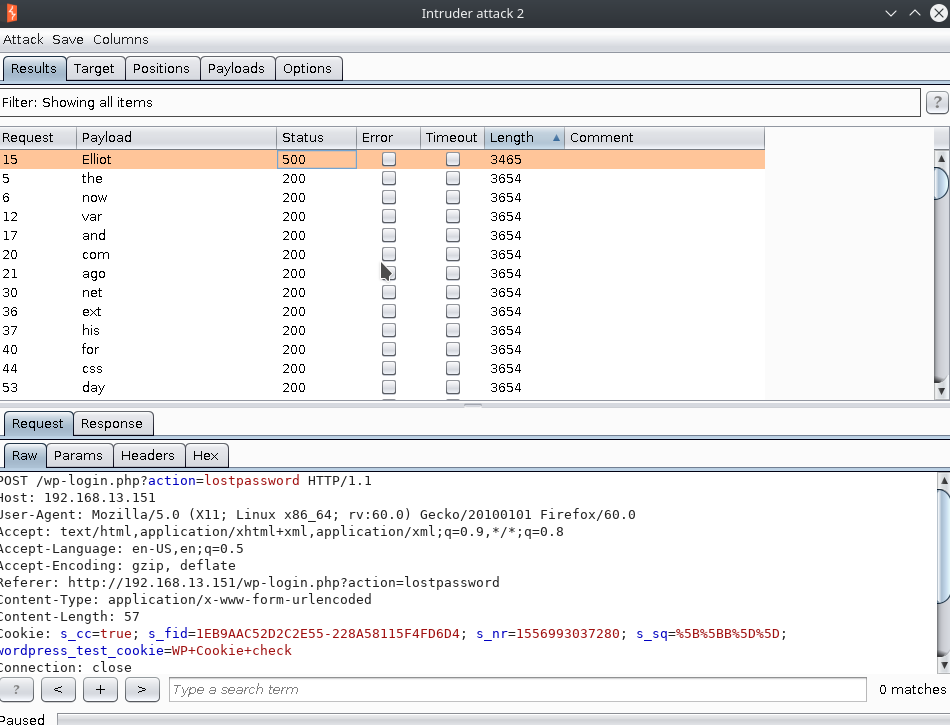 Intruder attack 2
Attack Save Columns
Results Target Positions Payloads Options
Filter: Showing all items ?
Request Payload Status Error Timeout Length Comment
15 Elliot 500 3465
5 the 200 3654
6 now 200 3654
12 var 200 3654
17 and 200 3654
20 com 200 3654
21 ago 200 3654
30 net 200 3654
36 ext 200 3654
37 his 200 3654
40 for 200 3654
44 css 200 3654
53 day 200 3654
Request Response
Raw Params Headers Hex
POST /wp-login.php?action=lostpassword HTTP/1.1
Host: 192.168.13.151
User-Agent: Mozilla/5.0 (X11; Linux x86_64; rv:60.0) Gecko/20100101 Firefox/60.0
Accept: text/html,application/xhtml+xml,application/xml;q=0.9,*/*;q=0.8
Accept-Language: en-US,en;q=0.5
Accept-Encoding: gzip, deflate
Referer: http://192.168.13.151/wp-login.php?action=lostpassword
Content-Type: application/x-www-form-urlencoded
Content-Length: 57
Cookie: s_cc=true; s_fid=1EB9AAC52D2C2E55-228A58115F4FD6D4; s_nr=1556993037280; s_sq=%5B%5BB%5D%5D;
wordpress_test_cookie=WP+Cookie+check
Connection: close
? < + > Type a search term 0 matches
Paused